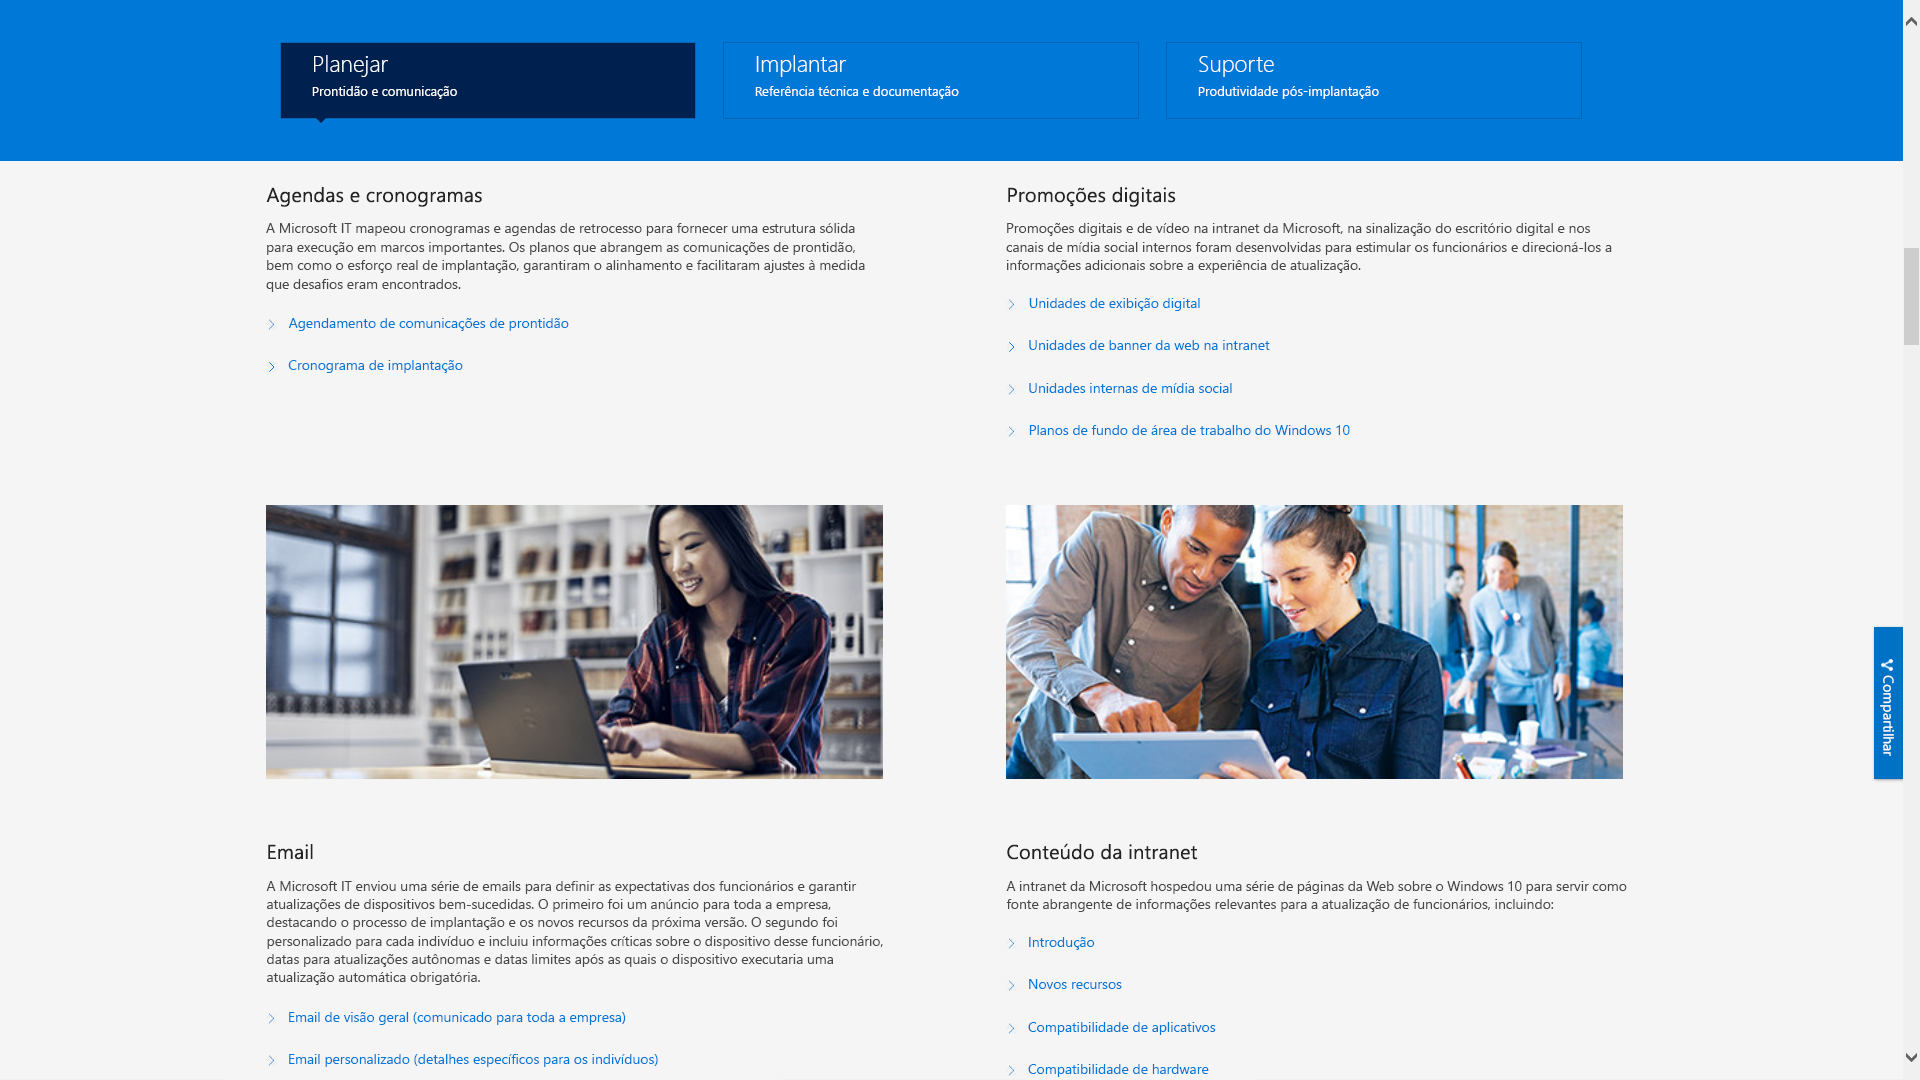 Planejar
Prontidão e comunicação
Implantar
Referência técnica e documentação
Suporte
Produtividade pós-implantação
Agendas e cronogramas
A Microsoft IT mapeou cronogramas e agendas de retrocesso para fornecer uma estrutura sólida
para execução em marcos importantes. Os planos que abrangem as comunicações de prontidão,
bem como o esforço real de implantação, garantiram o alinhamento e facilitaram ajustes à medida
que desafios eram encontrados.
Agendamento de comunicações de prontidão
Cronograma de implantação
Promoções digitais
Promoções digitais e de vídeo na intranet da Microsoft, na sinalização do escritório digital e nos
canais de mídia social internos foram desenvolvidas para estimular os funcionários e direcioná-los a
informações adicionais sobre a experiência de atualização.
Unidades de exibição digital
Unidades de banner da web na intranet
Unidades internas de mídia social
Planos de fundo de área de trabalho do Windows 10
Compartilhar
Email
A Microsoft IT enviou uma série de emails para definir as expectativas dos funcionários e garantir
atualizações de dispositivos bem-sucedidas. O primeiro foi um anúncio para toda a empresa,
destacando o processo de implantação e os novos recursos da próxima versão. O segundo foi
personalizado para cada indivíduo e incluiu informações críticas sobre o dispositivo desse funcionário,
datas para atualizações autônomas e datas limites após as quais o dispositivo executaria uma
atualização automática obrigatória.
Email de visão geral (comunicado para toda a empresa)
Email personalizado (detalhes específicos para os indivíduos)
Conteúdo da intranet
A intranet da Microsoft hospedou uma série de páginas da Web sobre o Windows 10 para servir como
fonte abrangente de informações relevantes para a atualização de funcionários, incluindo:
Introdução
Novos recursos
Compatibilidade de aplicativos
Compatibilidade de hardware